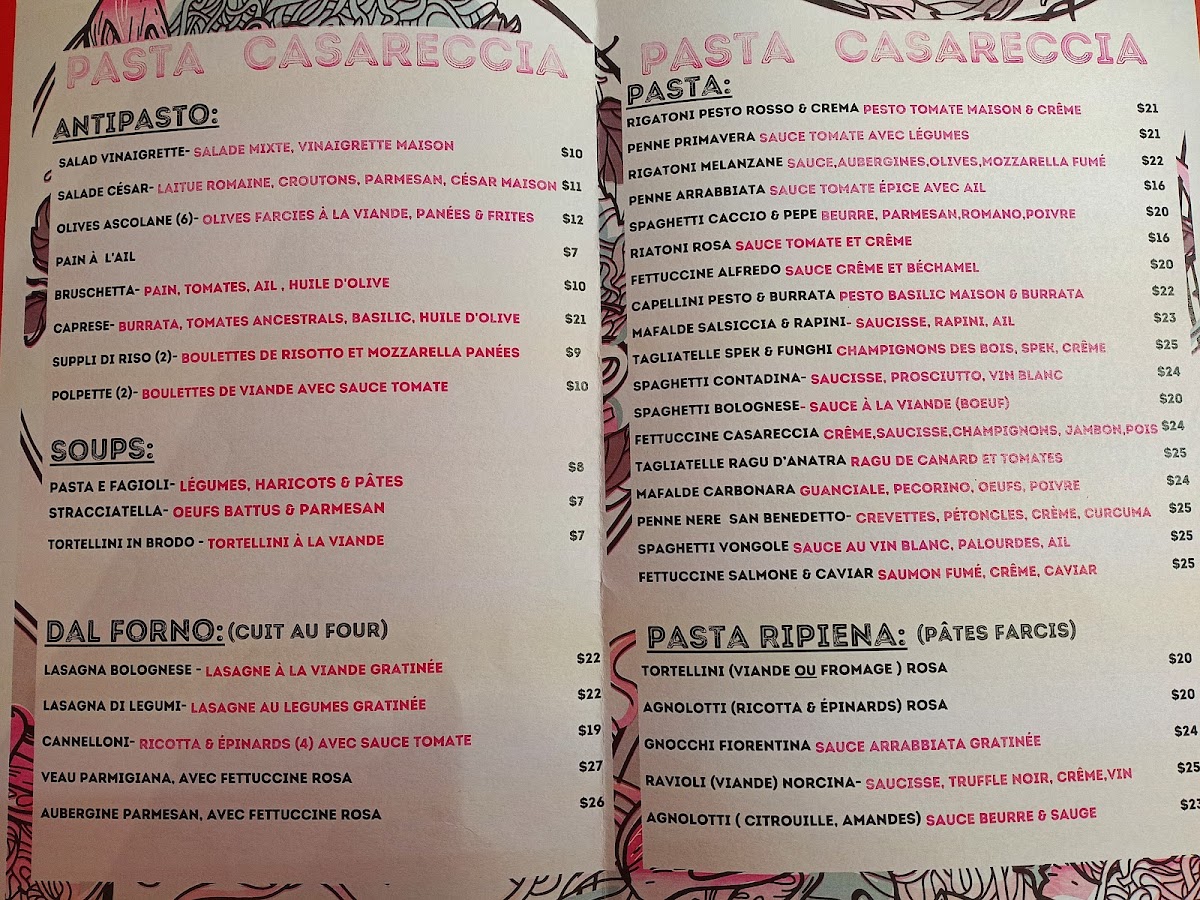 PASTA CASARECCIA
ANTIPASTO:
SALAD VINAIGRETTE- SALADE MIXTE, VINAIGRETTE MAISON $10
SALADE CÉSAR- LAITUE ROMAINE, CROUTONS, PARMESAN, CÉSAR MAISON $11
OLIVES ASCOLANE (6)- OLIVES FARCIES À LA VIANDE, PANÉES & FRITES $12
PAIN À L'AIL $7
BRUSCHETTA- PAIN, TOMATES, AIL , HUILE D'OLIVE $10
CAPRESE- BURRATA, TOMATES ANCESTRALS, BASILIC, HUILE D'OLIVE $21
SUPPLI DI RISO (2)- BOULETTES DE RISOTTO ET MOZZARELLA PANÉES $9
POLPETTE (2)- BOULETTES DE VIANDE AVEC SAUCE TOMATE $10
SOUPS:
PASTA E FAGIOLI- LÉGUMES, HARICOTS & PÂTES $8
STRACCIATELLA- OEUFS BATTUS & PARMESAN $7
TORTELLINI IN BRODO - TORTELLINI À LA VIANDE $7
DAL FORNO: (CUIT AU FOUR)
LASAGNA BOLOGNESE - LASAGNE À LA VIANDE GRATINÉE $22
LASAGNA DI LEGUMI- LASAGNE AU LEGUMES GRATINÉE $22
CANNELLONI- RICOTTA & ÉPINARDS (4) AVEC SAUCE TOMATE $19
VEAU PARMIGIANA, AVEC FETTUCCINE ROSA $27
AUBERGINE PARMESAN, AVEC FETTUCCINE ROSA $26
PASTA CASARECCIA
PASTA:
RIGATONI PESTO ROSSO & CREMA PESTO TOMATE MAISON & CRÊME $21
PENNE PRIMAVERA SAUCE TOMATE AVEC LÉGUMES $21
RIGATONI MELANZANE SAUCE,AUBERGINES,OLIVES,MOZZARELLA FUMÉ $22
PENNE ARRABBIATA SAUCE TOMATE ÉPICE AVEC AIL $16
SPAGHETTI CACCIO & PEPE BEURRE, PARMESAN,ROMANO,POIVRE $20
RIATONI ROSA SAUCE TOMATE ET CRÊME $16
FETTUCCINE ALFREDO SAUCE CRÊME ET BÉCHAMEL $20
CAPELLINI PESTO & BURRATA PESTO BASILIC MAISON & BURRATA $22
MAFALDE SALSICCIA & RAPINI- SAUCISSE, RAPINI, AIL $23
TAGLIATELLE SPEK & FUNGHI CHAMPIGNONS DES BOIS, SPEK, CRÊME $25
SPAGHETTI CONTADINA- SAUCISSE, PROSCIUTTO, VIN BLANC $24
SPAGHETTI BOLOGNESE- SAUCE À LA VIANDE (BOEUF) $20
FETTUCCINE CASARECCIA CRÊME,SAUCISSE,CHAMPIGNONS, JAMBON,POIS $24
TAGLIATELLE RAGU D'ANATRA RAGU DE CANARD ET TOMATES $25
MAFALDE CARBONARA GUANCIALE, PECORINO, OEUFS, POIVRE $24
PENNE NERE SAN BENEDETTO- CREVETTES, PÉTONCLES, CRÈME, CURCUMA $25
SPAGHETTI VONGOLE SAUCE AU VIN BLANC, PALOURDES, AIL $25
FETTUCCINE SALMONE & CAVIAR SAUMON FUMÉ, CRÊME, CAVIAR $25
PASTA RIPIENA: (PÂTES FARCIS)
TORTELLINI (VIANDE OU FROMAGE ) ROSA $20
AGNOLOTTI (RICOTTA & ÉPINARDS) ROSA $20
GNOCCHI FIORENTINA SAUCE ARRABBIATA GRATINÉE $24
RAVIOLI (VIANDE) NORCINA- SAUCISSE, TRUFFLE NOIR, CRÊME,VIN $25
AGNOLOTTI ( CITROUILLE, AMANDES) SAUCE BEURRE & SAUGE $23